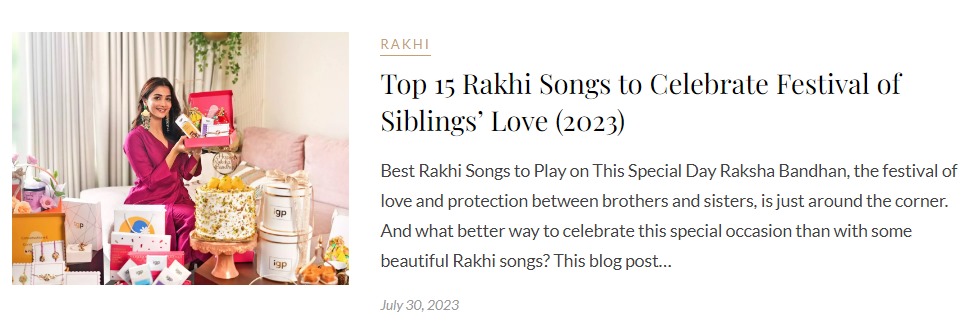 RAKHI
Top 15 Rakhi Songs to Celebrate Festival of
Siblings’ Love (2023)
Best Rakhi Songs to Play on This Special Day Raksha Bandhan, the festival of
love and protection between brothers and sisters, is just around the corner.
And what better way to celebrate this special occasion than with some
beautiful Rakhi songs? This blog post…
July 30, 2023
igp
igp
igp